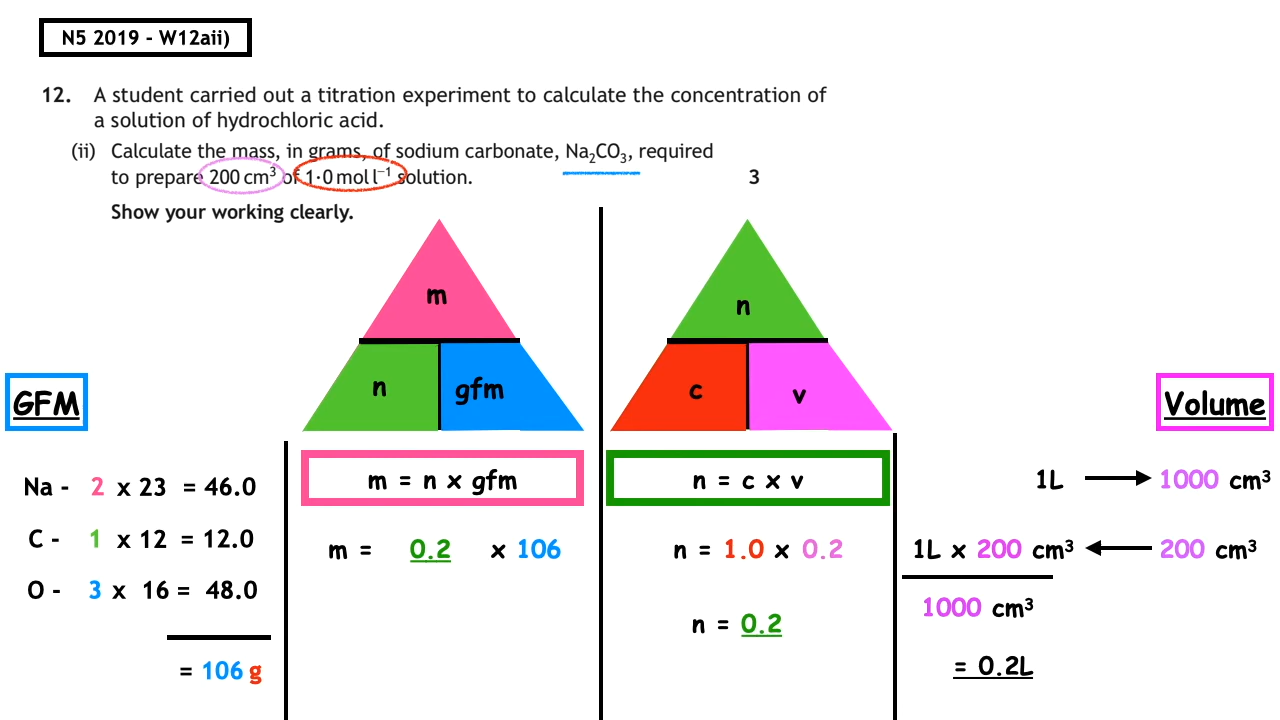 N5 2019 - W12aii)
12. A student carried out a titration experiment to calculate the concentration of
a solution of hydrochloric acid.
(ii) Calculate the mass, in grams, of sodium carbonate, Na₂CO₃, required
to prepare 200 cm³ of 1·0 mol l⁻¹ solution. 3
Show your working clearly.
GFM
Na - 2 x 23 = 46.0
C - 1 x 12 = 12.0
O - 3 x 16 = 48.0
= 106 g
m
n gfm
m = n x gfm
m = 0.2 x 106
n
c v
n = c x v
n = 1.0 x 0.2
n = 0.2
Volume
1L 1000 cm³
1L x 200 cm³ 200 cm³
1000 cm³
= 0.2L